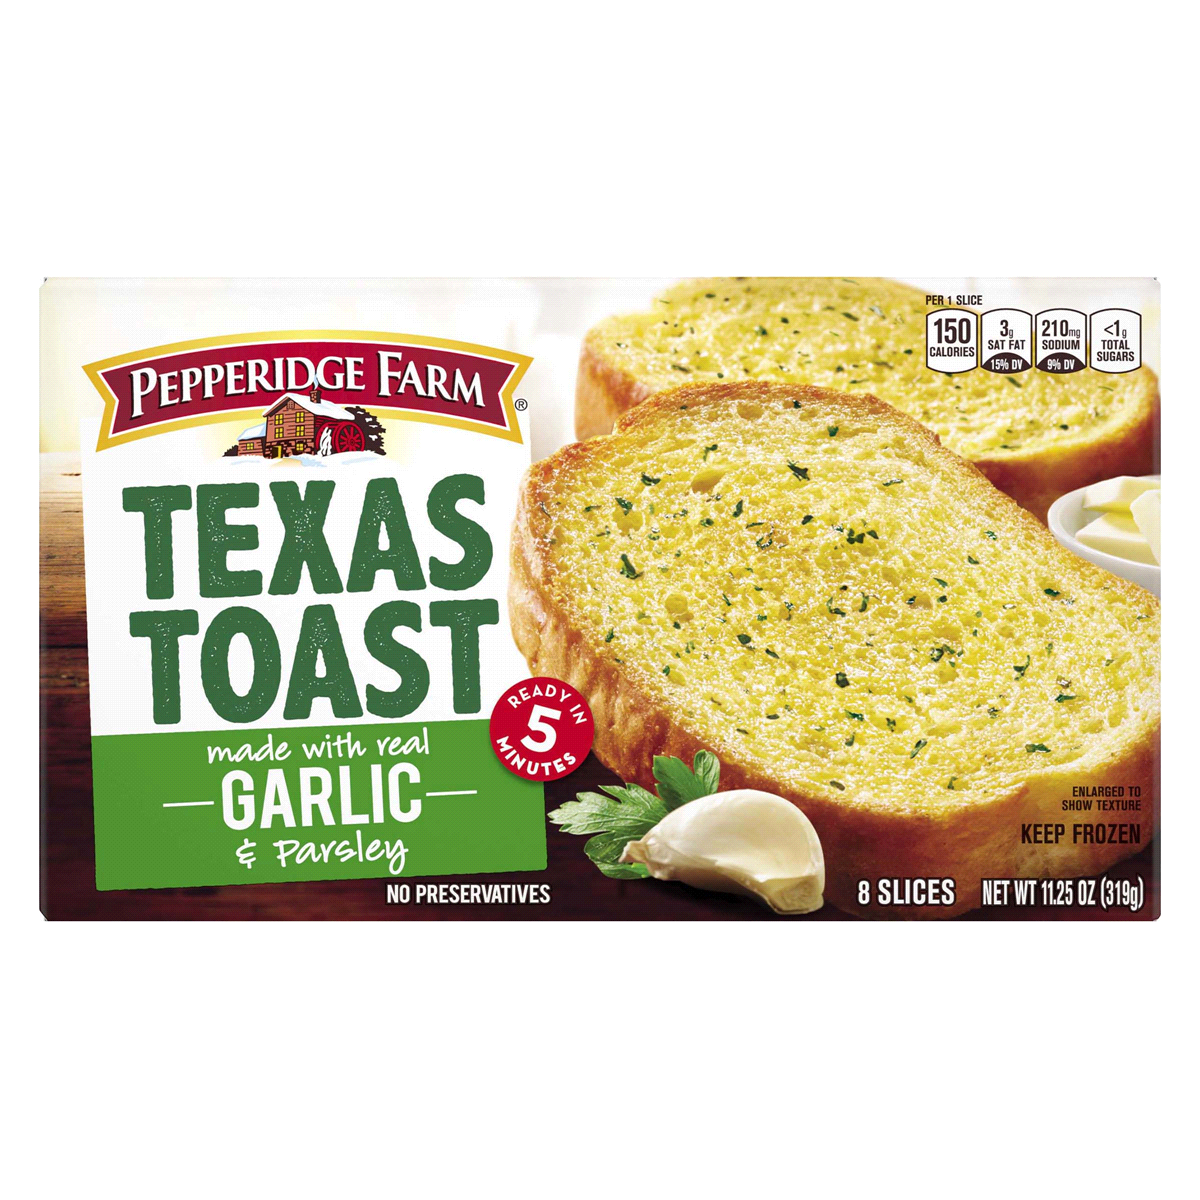 PEPPERIDGE FARM
®
TEXAS
TOAST
made with real
GARLIC
& parsley
NO PRESERVATIVES
READY IN
5
MINUTES
PER 1 SLICE
150
CALORIES
3g
SAT FAT
15% DV
210mg
SODIUM
9% DV
<1g
TOTAL
SUGARS
ENLARGED TO
SHOW TEXTURE
KEEP FROZEN
8 SLICES
NET WT 11.25 OZ (319g)